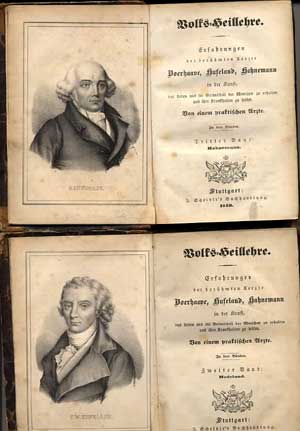 HAHNEMANN.
Volks-Heillehre.
Erfahrungen
der berühmten Aerzte
Boerhaave, Hufeland, Hahnemann
in der Kunst,
das Leben und die Gesundheit des Menschen zu erhalten
und ihre Krankheiten zu heilen.
Von einem praktischen Arzte.
In drei Bänden.
Dritter Band:
Hahnemann.
Stuttgart:
J. Scheible's Buchhandlung.
C.W. HUFELAND.
Volks-Heillehre.
Erfahrungen
der berühmten Aerzte
Boerhaave, Hufeland, Hahnemann
in der Kunst,
das Leben und die Gesundheit des Menschen zu erhalten
und ihre Krankheiten zu heilen.
Von einem praktischen Arzte.
In drei Bänden.
Zweiter Band:
Hufeland.
Stuttgart:
J. Scheible's Buchhandlung.